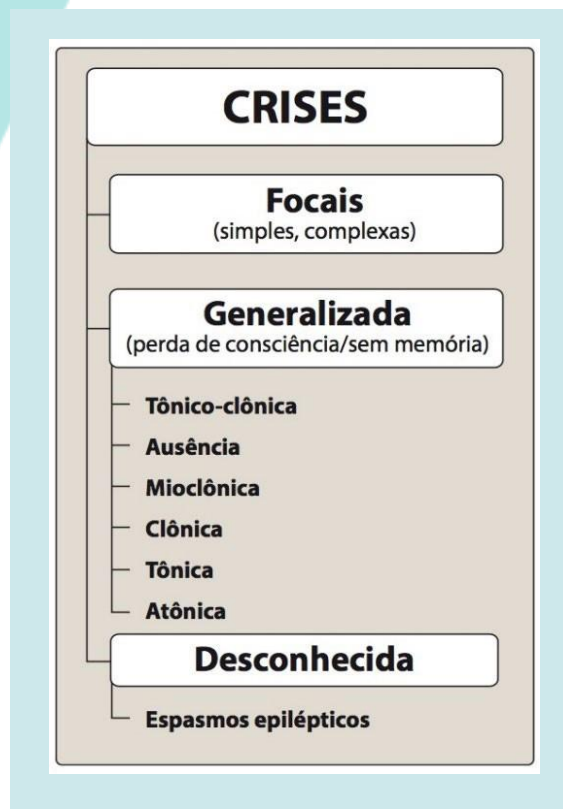 CRISES
Focais
(simples, complexas)
Generalizada
(perda de consciência/sem memória)
Tônico-clônica
Ausência
Mioclônica
Clônica
Tônica
Atônica
Desconhecida
Espasmos epilépticos